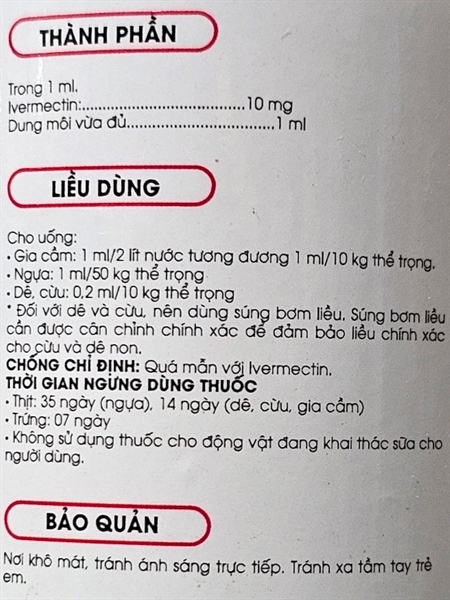 THÀNH PHẦN
Trong 1 ml.
Ivermectin:.....................................10 mg
Dung môi vừa đủ..................................1 ml
LIỀU DÙNG
Cho uống:
• Gia cầm: 1 ml/2 lít nước tương đương 1 ml/10 kg thể trọng.
• Ngựa: 1 ml/50 kg thể trọng
• Dê, cừu: 0,2 ml/10 kg thể trọng
* Đối với dê và cừu, nên dùng súng bơm liều. Súng bơm liều
cần được cân chỉnh chính xác để đảm bảo liều chính xác
cho cừu và dê non.
CHỐNG CHỈ ĐỊNH: Quá mẫn với Ivermectin.
THỜI GIAN NGỪNG DÙNG THUỐC
• Thịt: 35 ngày (ngựa), 14 ngày (dê, cừu, gia cầm)
• Trứng: 07 ngày
• Không sử dụng thuốc cho động vật đang khai thác sữa cho
người dùng.
BẢO QUẢN
Nơi khô mát, tránh ánh sáng trực tiếp. Tránh xa tầm tay trẻ
em.